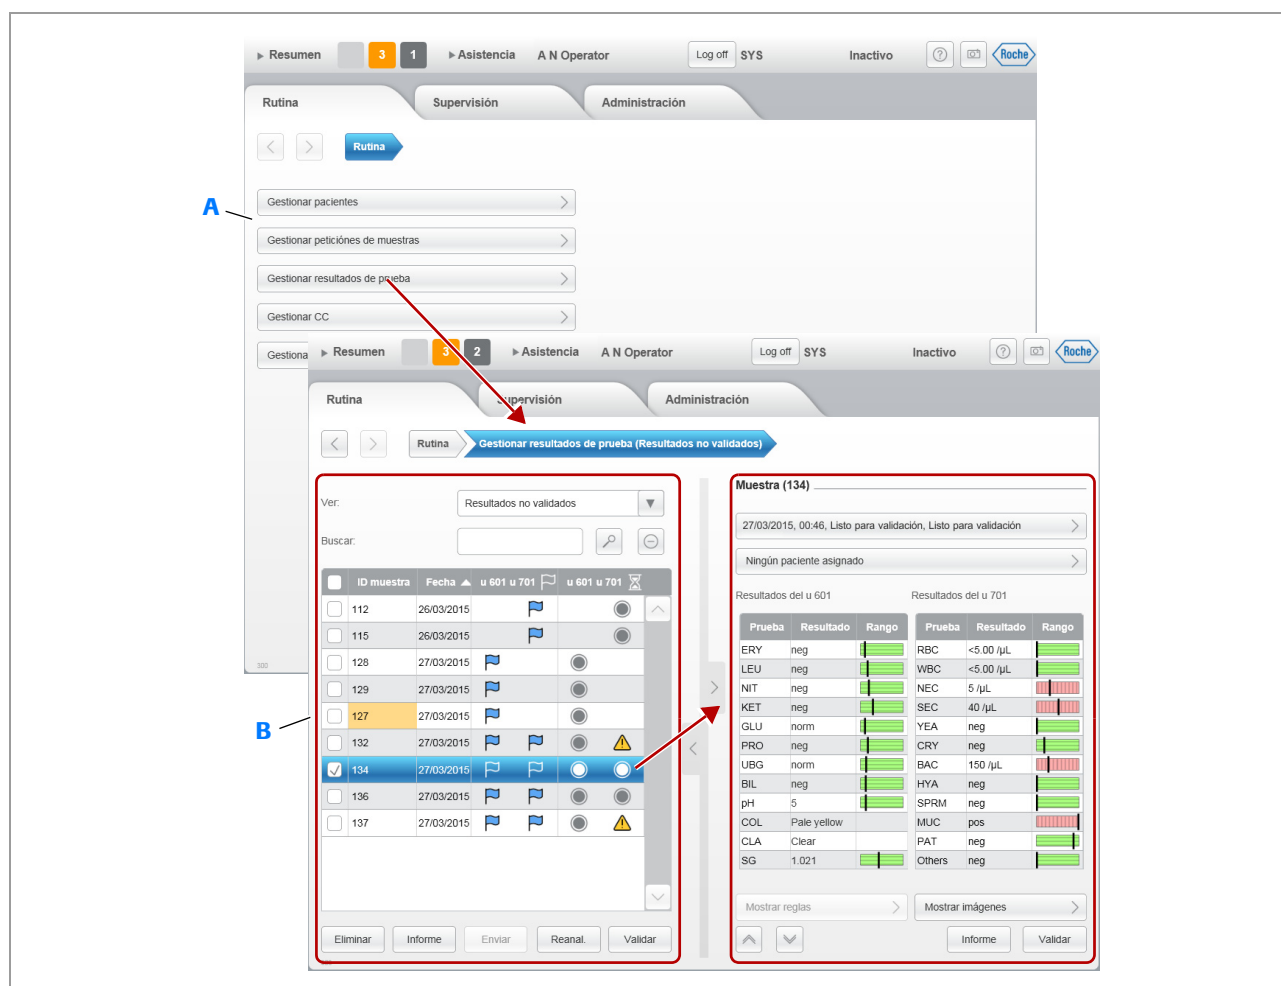 Resumen 3 1 Asistencia A N Operator Log off SYS Inactivo ? Roche
Rutina Supervisión Administración
Rutina
A
Gestionar pacientes
Gestionar peticiónes de muestras
Gestionar resultados de prueba
Gestionar CC
Gestiona
300
Resumen 3 2 Asistencia A N Operator Log off SYS Inactivo ? Roche
Rutina Supervisión Administración
Rutina Gestionar resultados de prueba (Resultados no validados)
B
Ver: Resultados no validados
Buscar:
ID muestra Fecha u 601 u 701 u 601 u 701
112 26/03/2015
115 26/03/2015
128 27/03/2015
129 27/03/2015
127 27/03/2015
132 27/03/2015
134 27/03/2015
136 27/03/2015
137 27/03/2015
Eliminar Informe Enviar Reanal. Validar
Muestra (134)
27/03/2015, 00:46, Listo para validación, Listo para validación
Ningún paciente asignado
Resultados del u 601 Resultados del u 701
Prueba Resultado Rango Prueba Resultado Rango
ERY neg RBC <5.00 /µL
LEU neg WBC <5.00 /µL
NIT neg NEC 5 /µL
KET neg SEC 40 /µL
GLU norm YEA neg
PRO neg CRY neg
UBG norm BAC 150 /µL
BIL neg HYA neg
pH 5 SPRM neg
COL Pale yellow MUC pos
CLA Clear PAT neg
SG 1.021 Others neg
Mostrar reglas Mostrar imágenes
Informe Validar